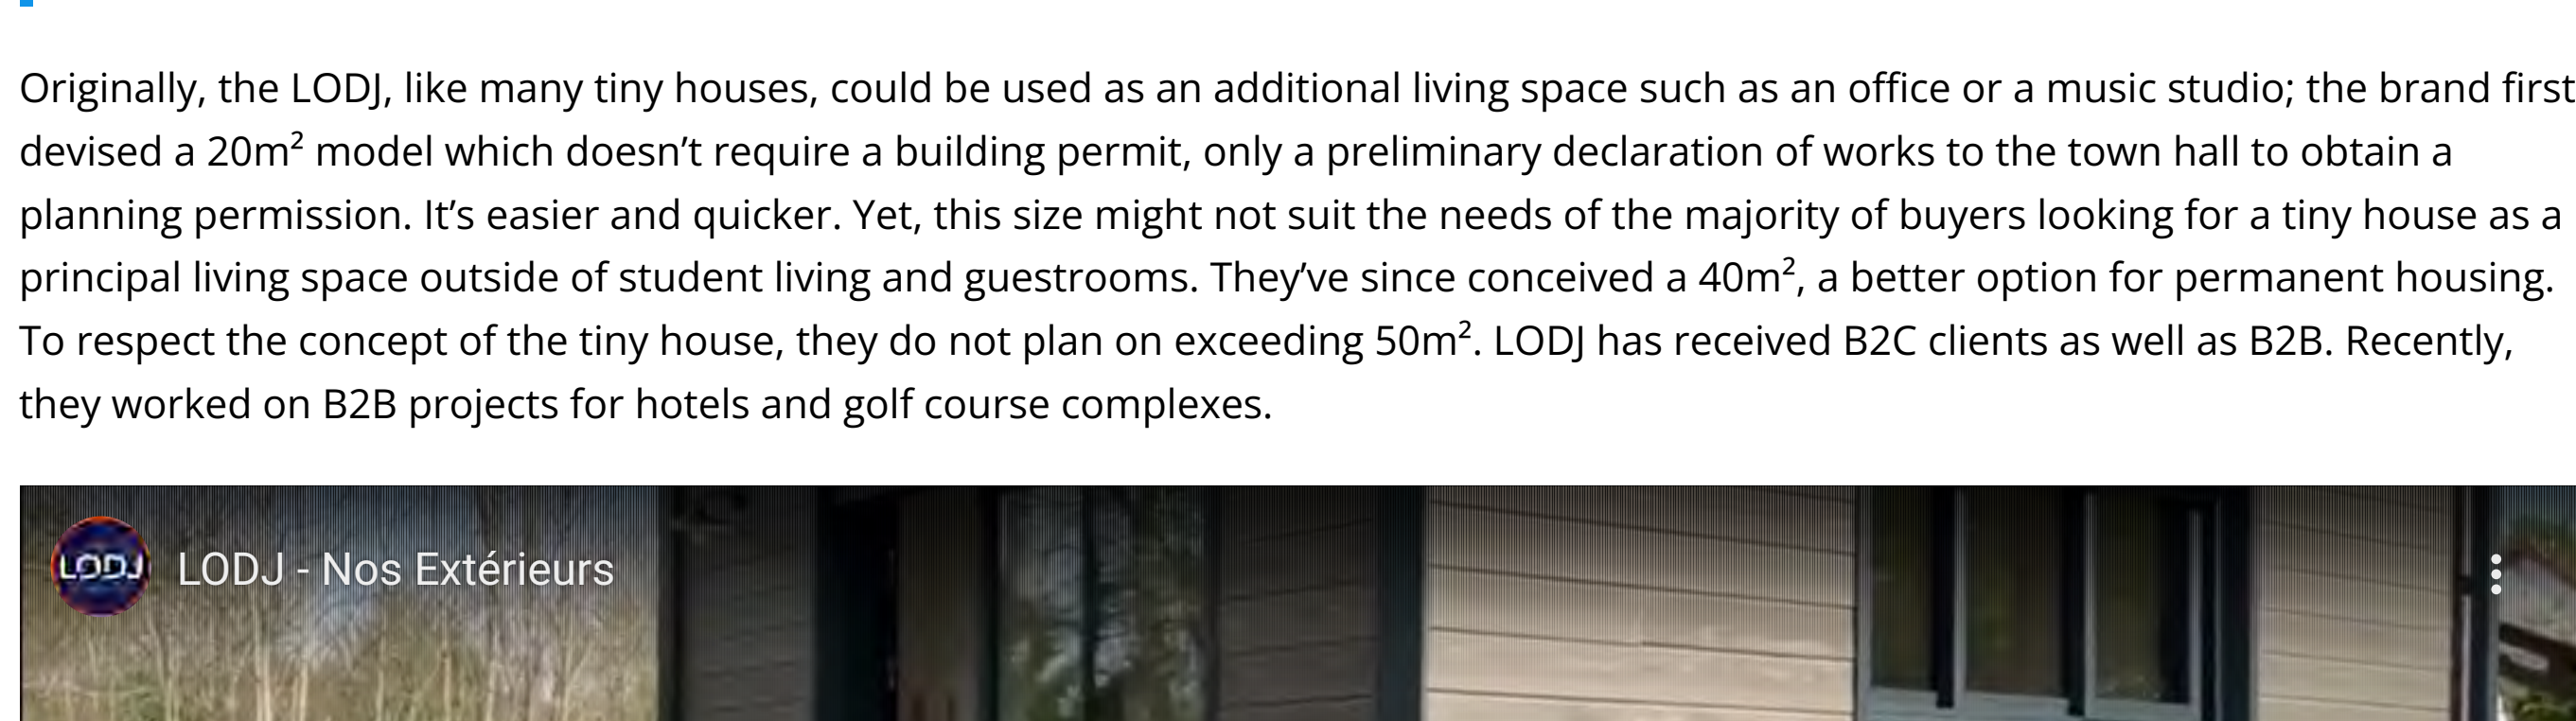 Originally, the LODJ, like many tiny houses, could be used as an additional living space such as an office or a music studio; the brand first
devised a 20m² model which doesn’t require a building permit, only a preliminary declaration of works to the town hall to obtain a
planning permission. It’s easier and quicker. Yet, this size might not suit the needs of the majority of buyers looking for a tiny house as a
principal living space outside of student living and guestrooms. They’ve since conceived a 40m², a better option for permanent housing.
To respect the concept of the tiny house, they do not plan on exceeding 50m². LODJ has received B2C clients as well as B2B. Recently,
they worked on B2B projects for hotels and golf course complexes.
LODJ LODJ - Nos Extérieurs